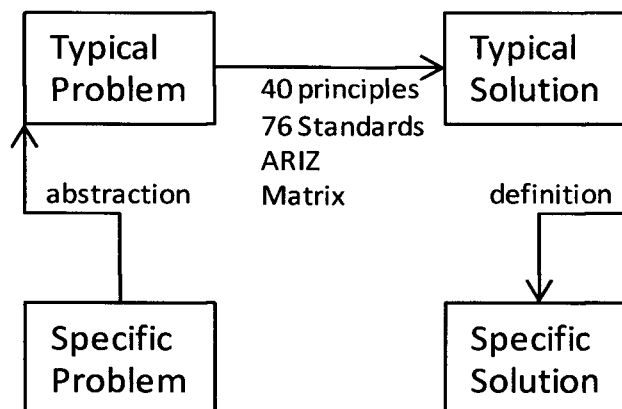 Typical
Problem
Typical
Solution
40 principles
76 Standards
ARIZ
Matrix
abstraction
definition
Specific
Problem
Specific
Solution